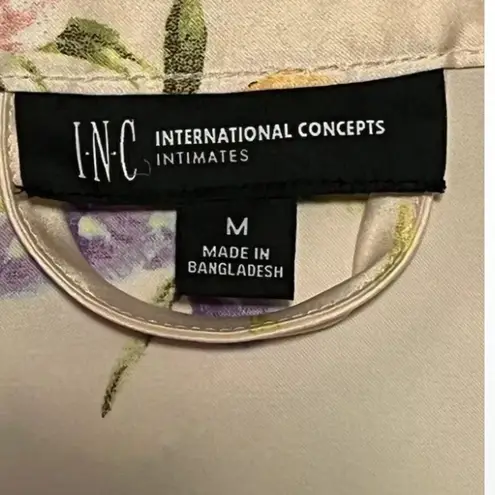 I·N·C INTERNATIONAL CONCEPTS
INTIMATES
M
MADE IN
BANGLADESH